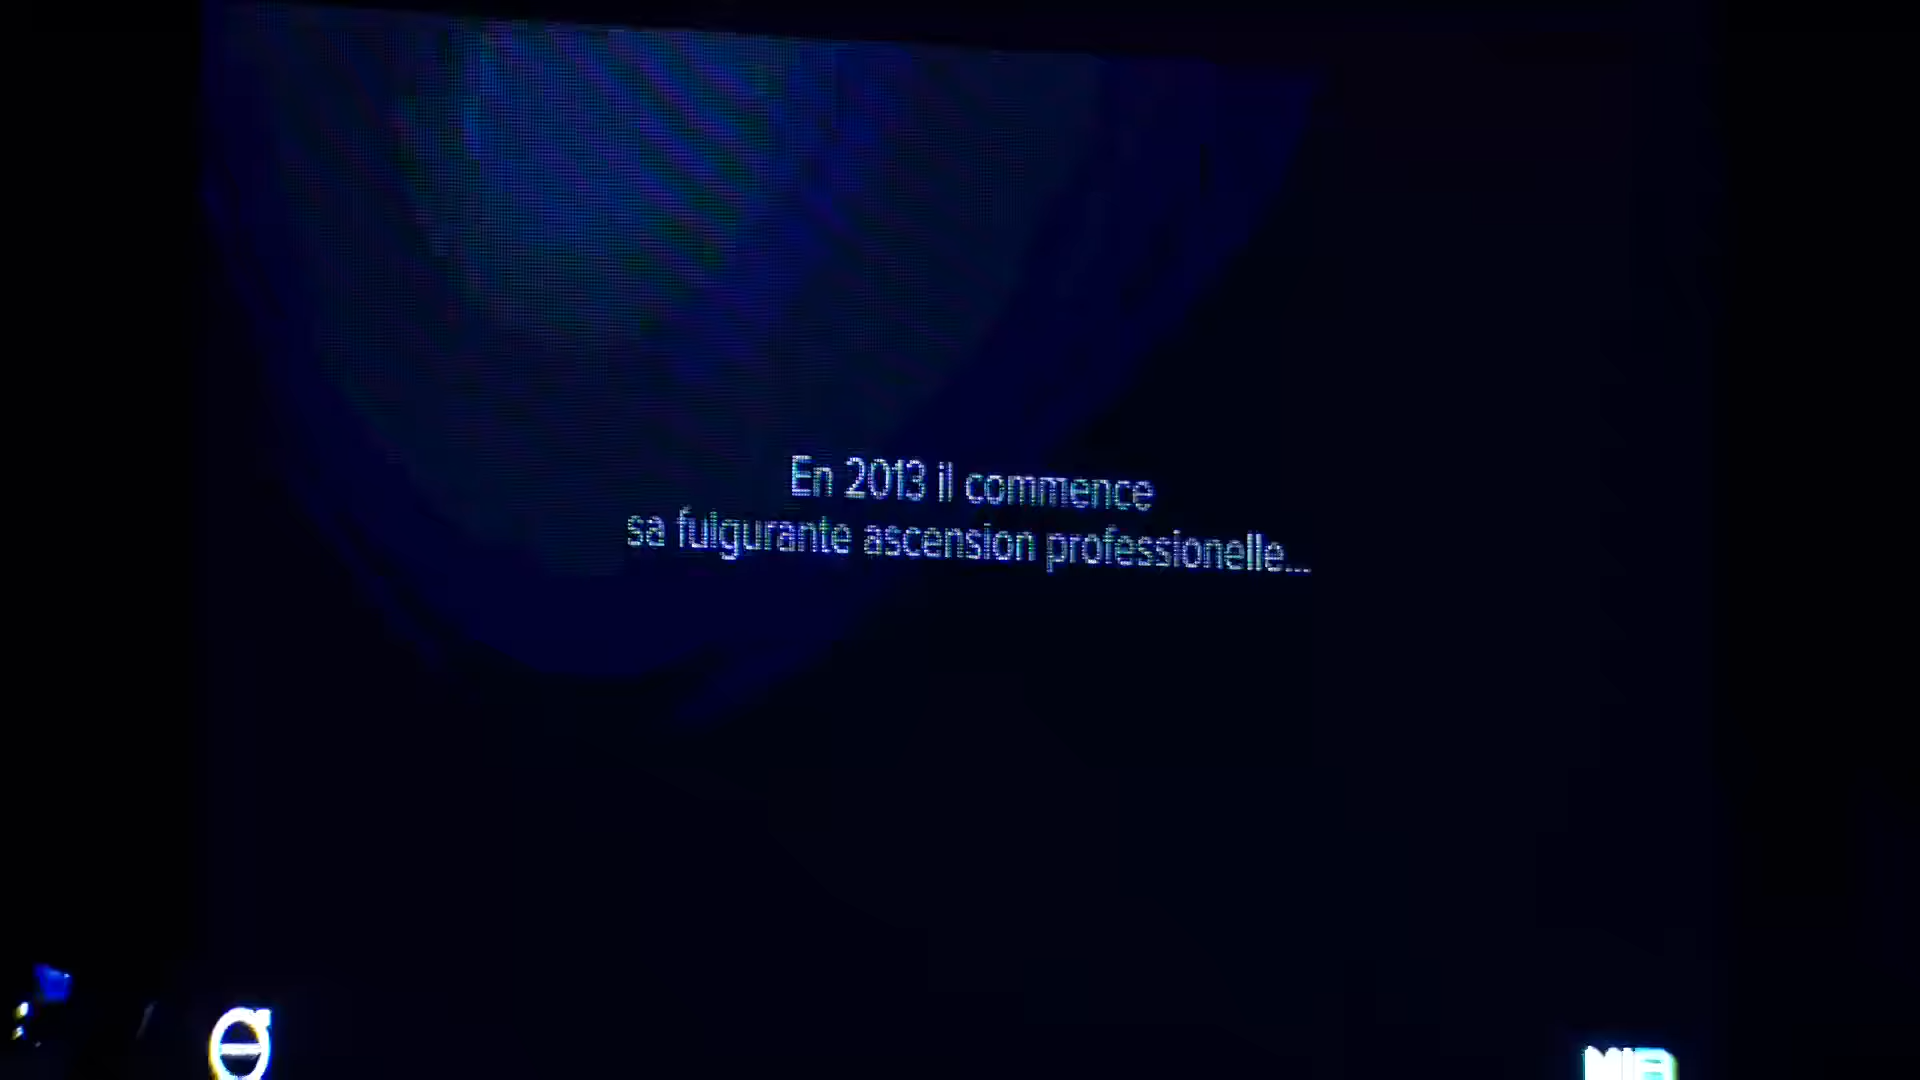 En 2013 il commence
sa fulgurante ascension professionelle...